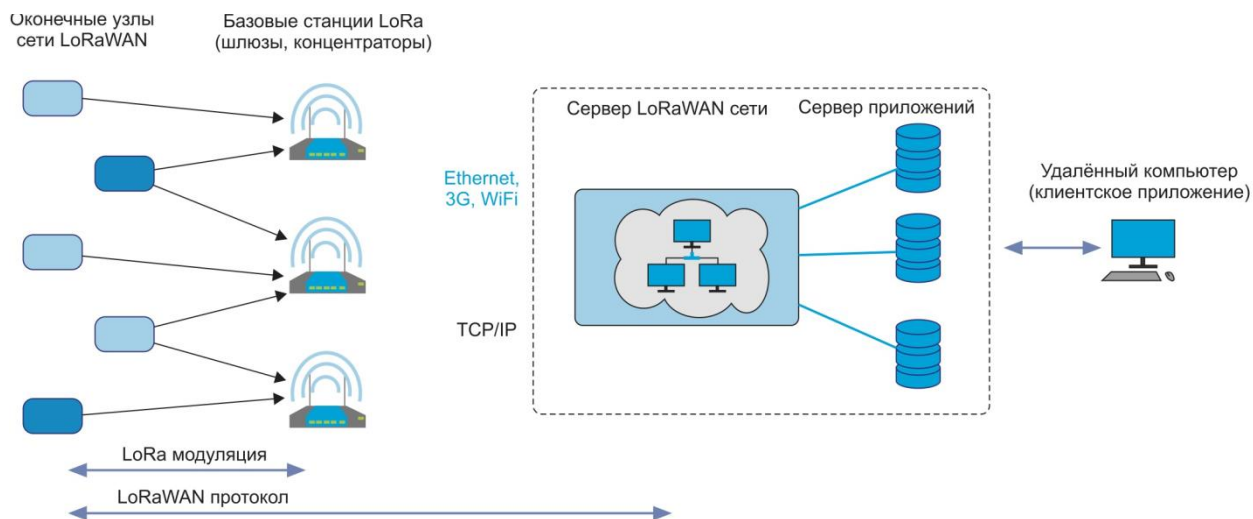 Оконечные узлы
сети LoRaWAN
Базовые станции LoRa
(шлюзы, концентраторы)
Сервер LoRaWAN сети
Сервер приложений
Ethernet,
3G, WiFi
TCP/IP
Удалённый компьютер
(клиентское приложение)
LoRa модуляция
LoRaWAN протокол